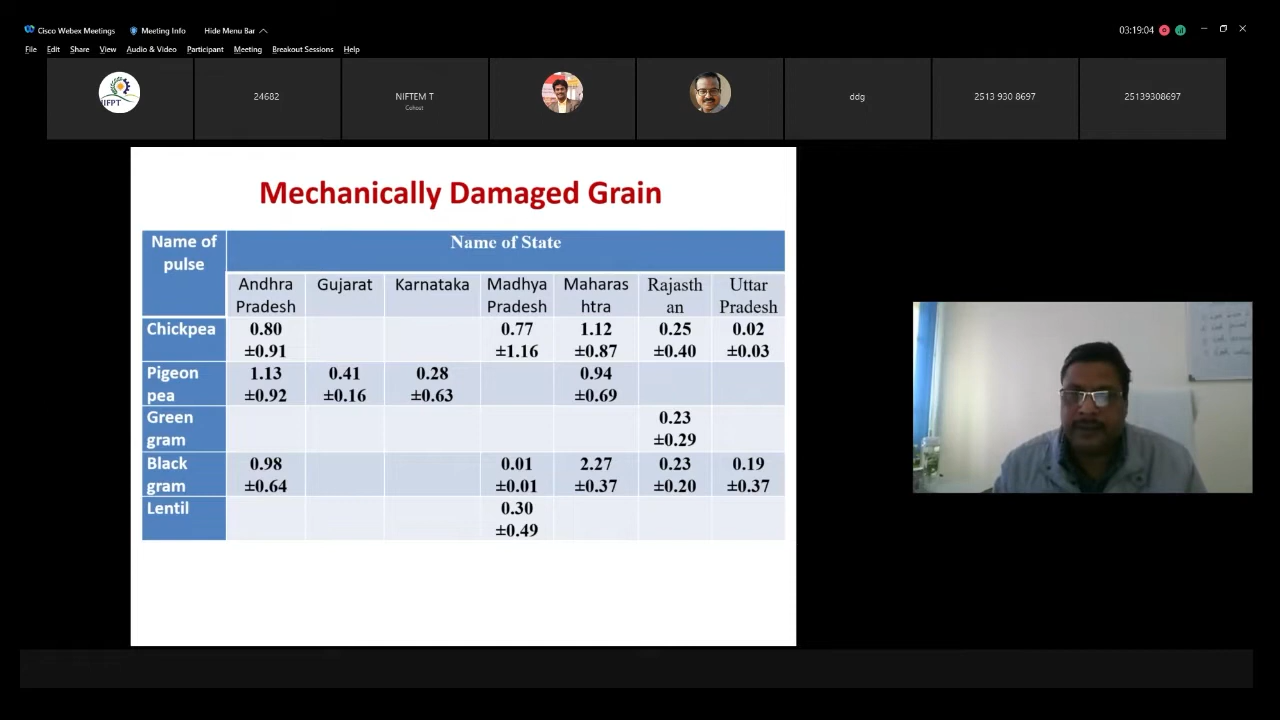 Cisco Webex Meetings Meeting Info Hide Menu Bar 03:19:04
File Edit Share View Audio & Video Participant Meeting Breakout Sessions Help
IIFPT
24682
NIFTEM T
Cohost
ddg
2513 930 8697
25139308697
Mechanically Damaged Grain
Name of pulse Name of State
Andhra Pradesh Gujarat Karnataka Madhya Pradesh Maharashtra Rajasthan Uttar Pradesh
Chickpea 0.80 ±0.91 0.77 ±1.16 1.12 ±0.87 0.25 ±0.40 0.02 ±0.03
Pigeon pea 1.13 ±0.92 0.41 ±0.16 0.28 ±0.63 0.94 ±0.69
Green gram 0.23 ±0.29
Black gram 0.98 ±0.64 0.01 ±0.01 2.27 ±0.37 0.23 ±0.20 0.19 ±0.37
Lentil 0.30 ±0.49